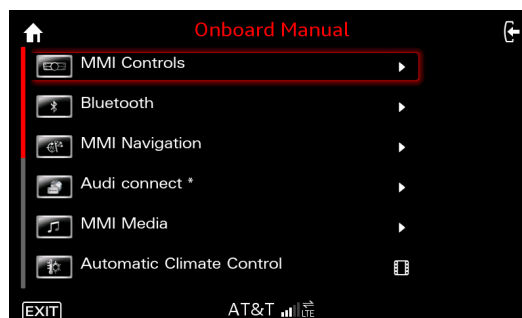 Onboard Manual
MMI Controls
Bluetooth
MMI Navigation
Audi connect *
MMI Media
Automatic Climate Control
EXIT AT&T LTE